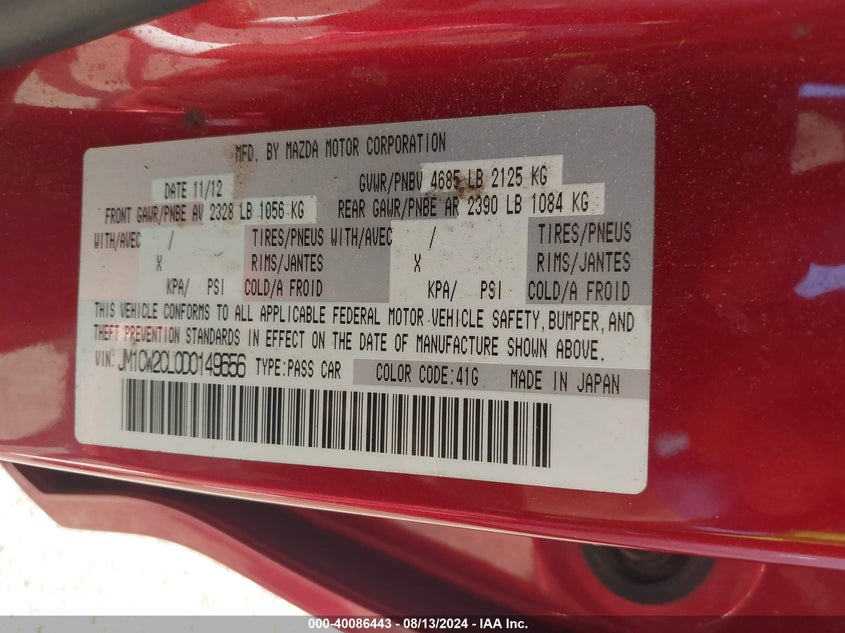 MFD. BY MAZDA MOTOR CORPORATION
DATE 11/12 GVWR/PNBV 4685 LB 2125 KG
FRONT GAWR/PNBE AV 2328 LB 1056 KG REAR GAWR/PNBE AR 2390 LB 1084 KG
WITH/AVEC / TIRES/PNEUS WITH/AVEC / TIRES/PNEUS
X RIMS/JANTES X RIMS/JANTES
KPA/ PSI COLD/A FROID KPA/ PSI COLD/A FROID
THIS VEHICLE CONFORMS TO ALL APPLICABLE FEDERAL MOTOR VEHICLE SAFETY, BUMPER, AND
THEFT PREVENTION STANDARDS IN EFFECT ON THE DATE OF MANUFACTURE SHOWN ABOVE.
VIN: JM1CW2CL0D0149656 TYPE:PASS CAR COLOR CODE:41G MADE IN JAPAN
000-40086443 - 08/13/2024 - IAA Inc.